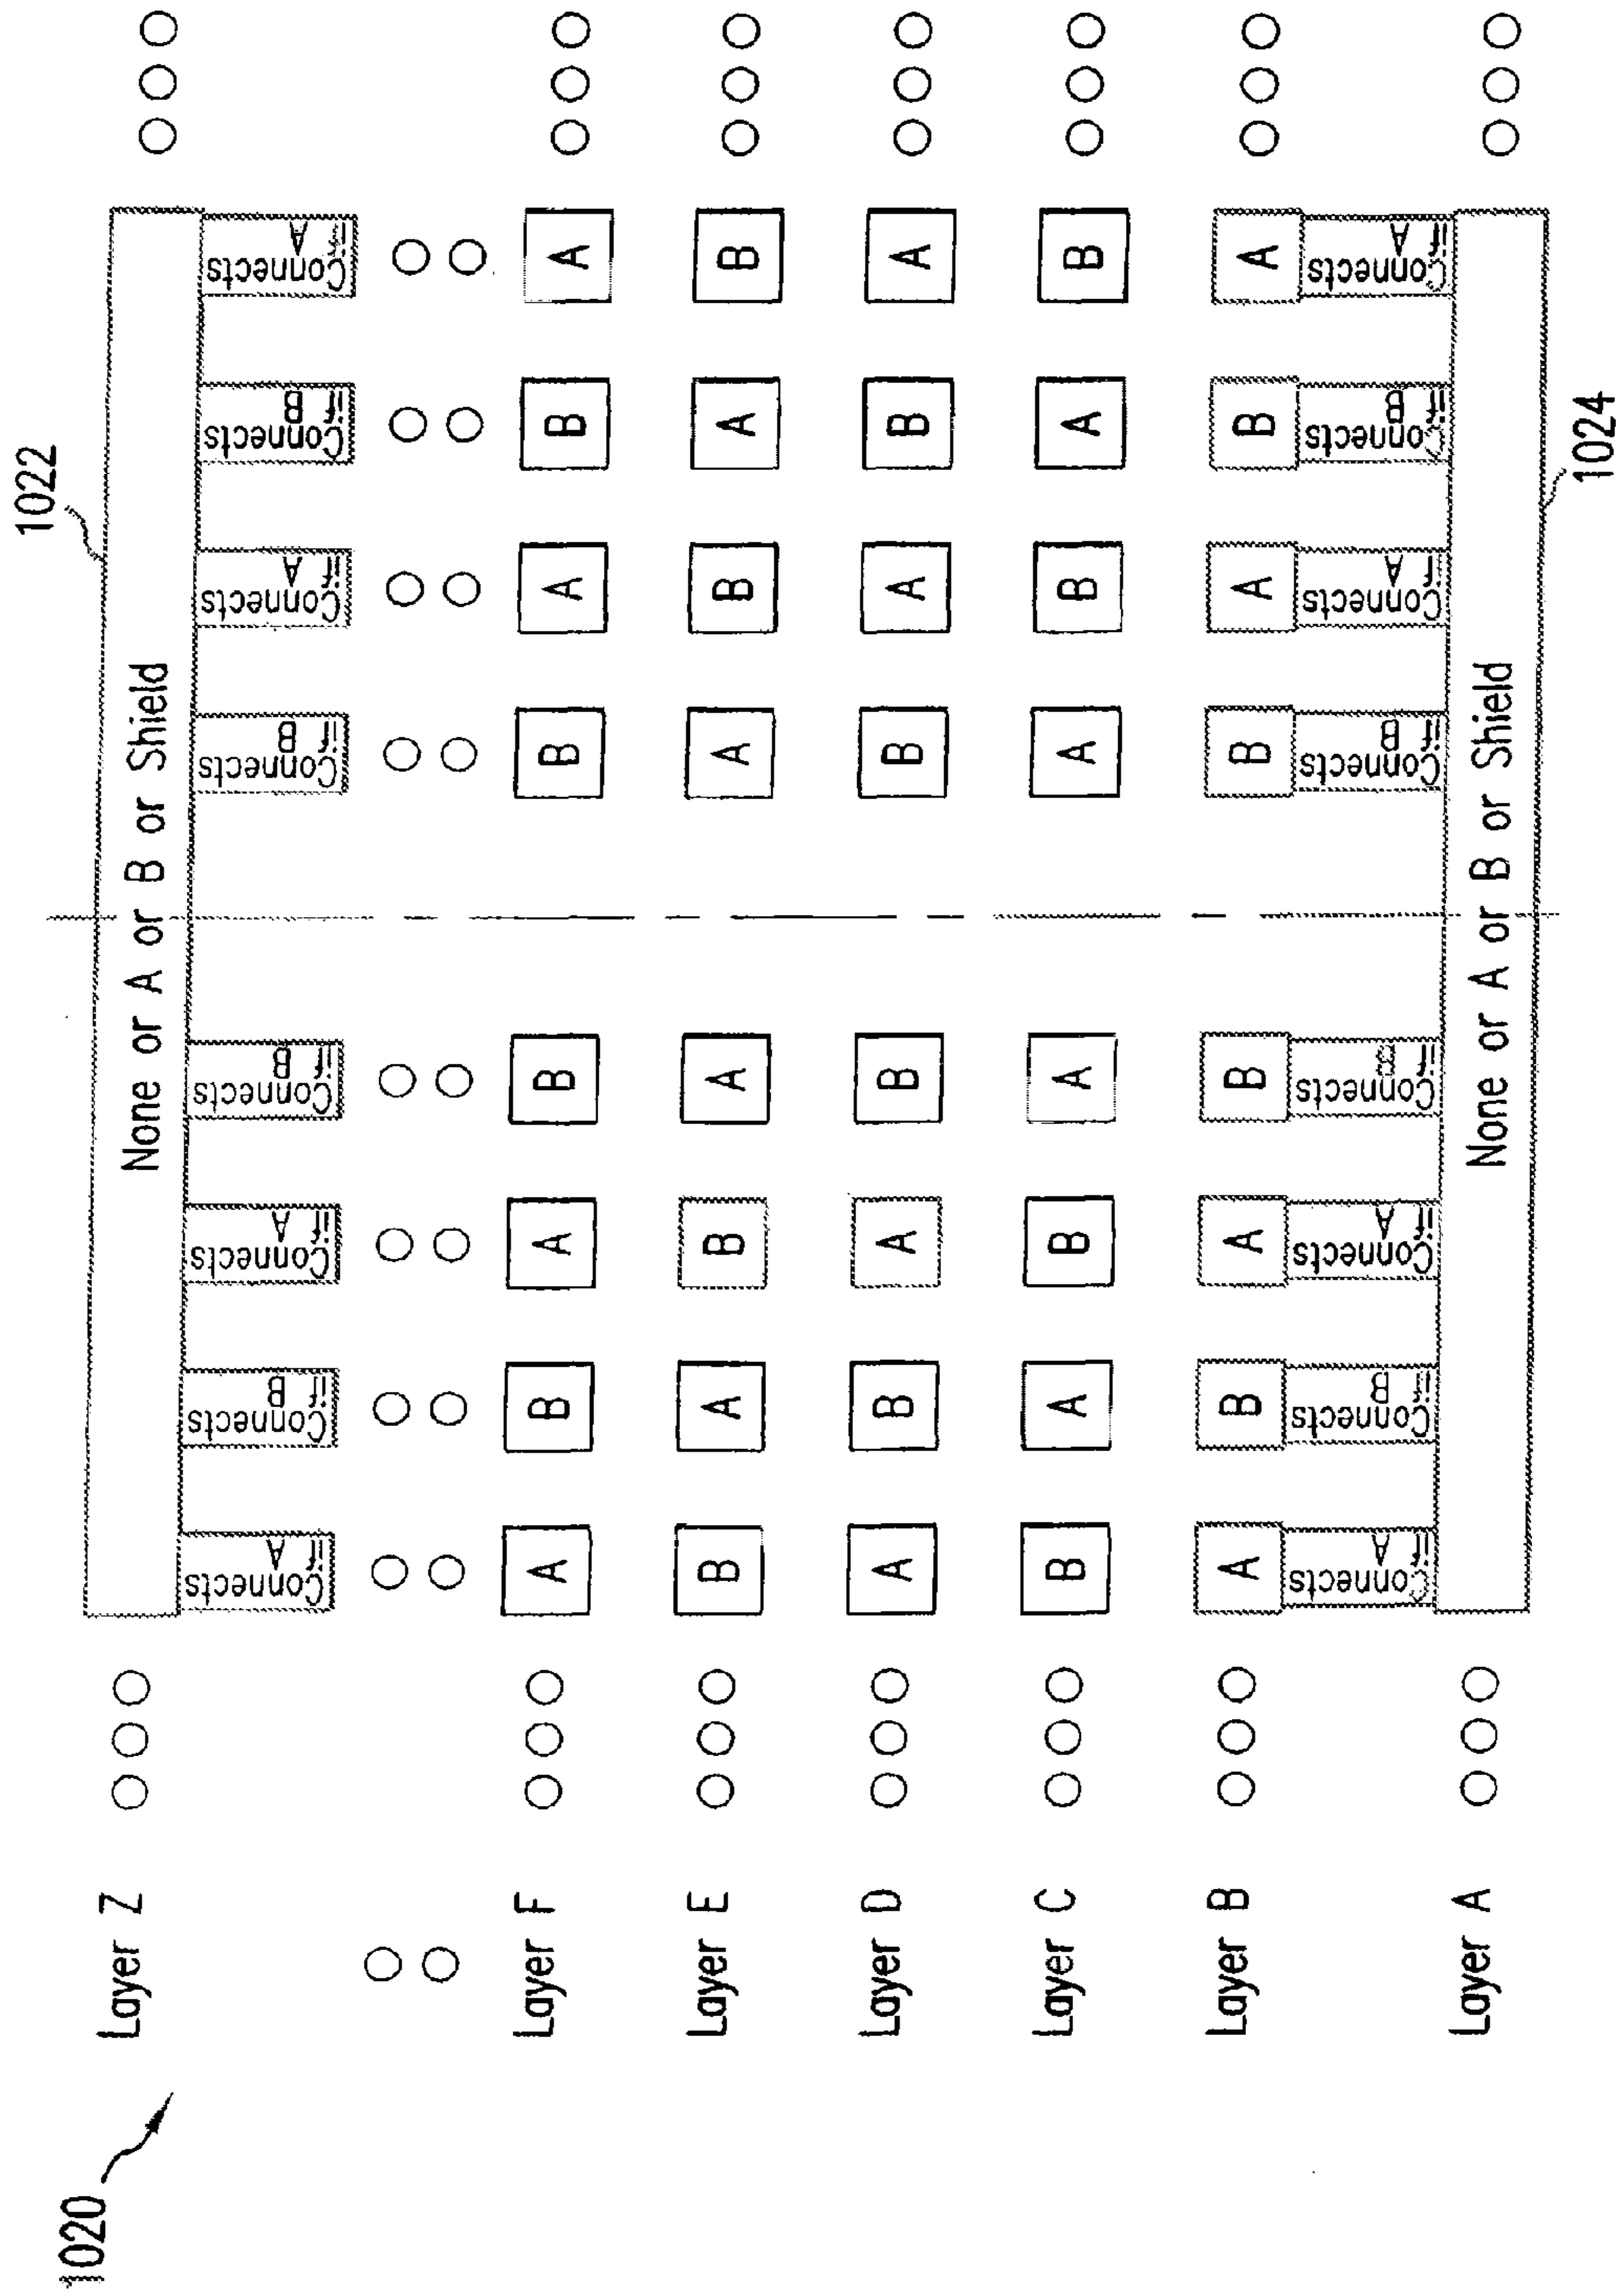 1020
1022
Layer Z
None or A or B or Shield
Connects if A
Connects if B
Connects if A
Connects if B
Connects if B
Connects if A
Connects if B
Connects if A
Layer F A B A B B A B A
Layer E B A B A A B A B
Layer D A B A B B A B A
Layer C B A B A A B A B
Layer B A B A B B A B A
Connects if A
Connects if B
Connects if A
Connects if B
Connects if B
Connects if A
Connects if B
Connects if A
Layer A
None or A or B or Shield
1024